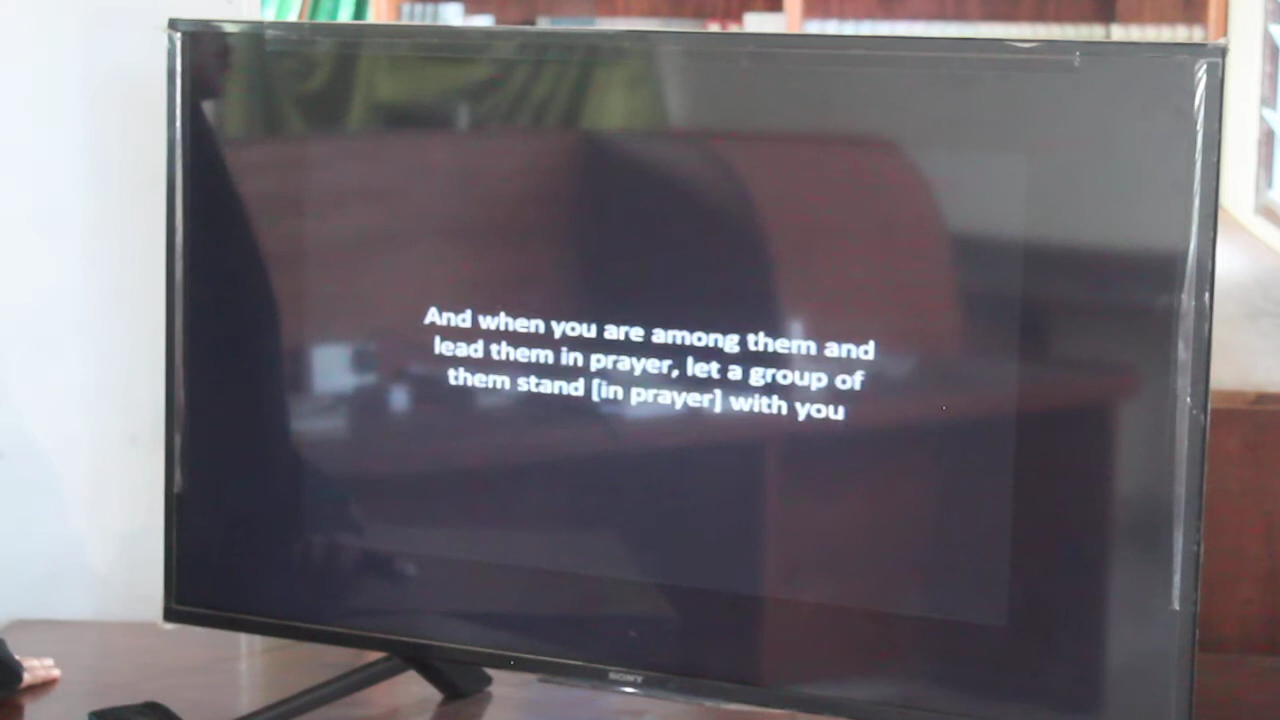 And when you are among them and
lead them in prayer, let a group of
them stand [in prayer] with you
SONY